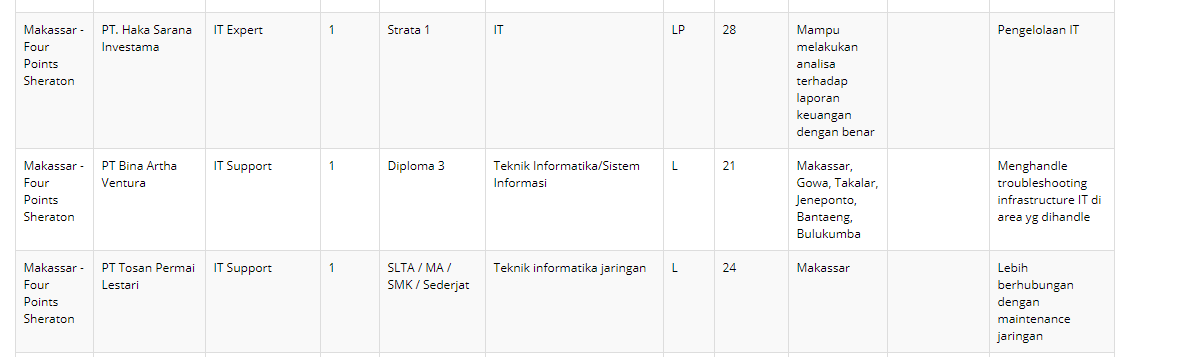 Makassar -
Four
Points
Sheraton
PT. Haka Sarana
Investama
IT Expert
1
Strata 1
IT
LP
28
Mampu
melakukan
analisa
terhadap
laporan
keuangan
dengan benar
Pengelolaan IT
Makassar -
Four
Points
Sheraton
PT Bina Artha
Ventura
IT Support
1
Diploma 3
Teknik Informatika/Sistem
Informasi
L
21
Makassar,
Gowa, Takalar,
Jeneponto,
Bantaeng,
Bulukumba
Menghandle
troubleshooting
infrastructure IT di
area yg dihandle
Makassar -
Four
Points
Sheraton
PT Tosan Permai
Lestari
IT Support
1
SLTA / MA /
SMK / Sederjat
Teknik informatika jaringan
L
24
Makassar
Lebih
berhubungan
dengan
maintenance
jaringan